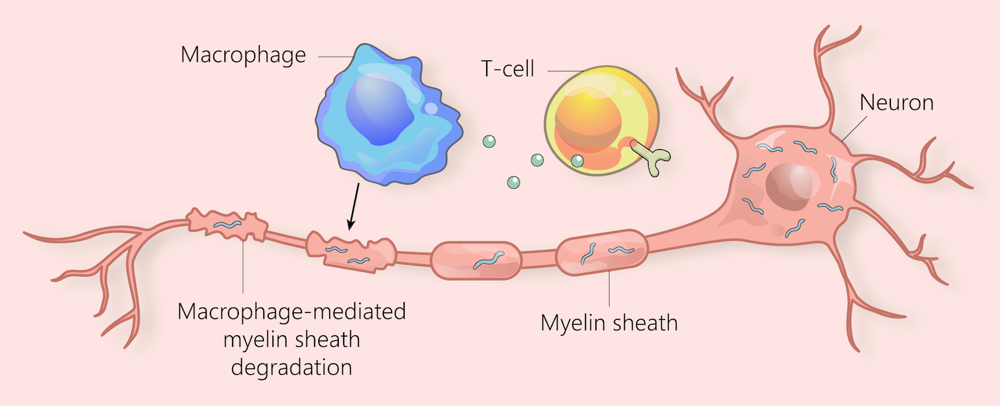 Macrophage
T-cell
Neuron
Macrophage-mediated
myelin sheath
degradation
Myelin sheath